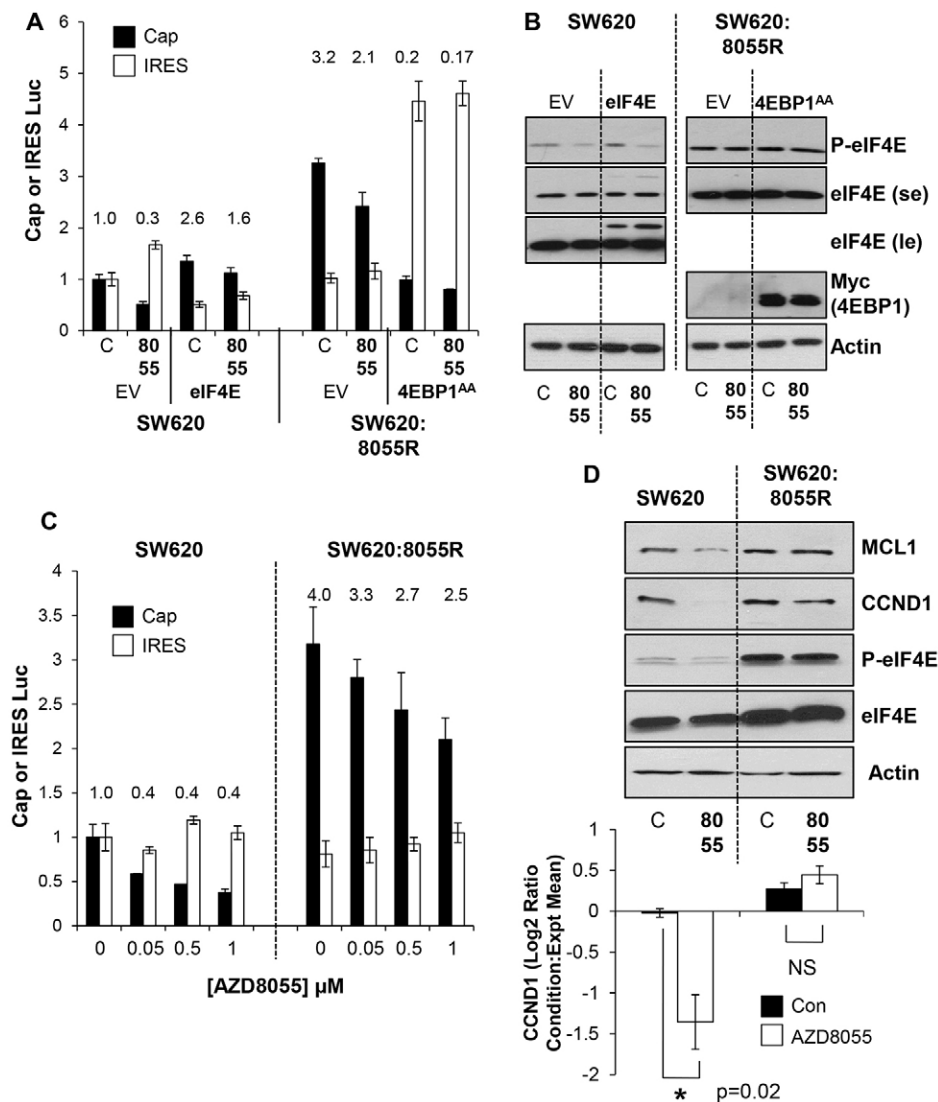 A
Cap or IRES Luc
6
5
4
3
2
1
0
Cap
IRES
1.0 0.3 2.6 1.6 3.2 2.1 0.2 0.17
C 80 55 C 80 55 C 80 55 C 80 55
EV eIF4E EV 4EBP1AA
SW620 SW620: 8055R
B
SW620 SW620: 8055R
EV eIF4E EV 4EBP1AA
P-eIF4E
eIF4E (se)
eIF4E (le)
Myc
(4EBP1)
Actin
C 80 55 C 80 55 C 80 55 C 80 55
C
SW620 SW620:8055R
Cap or IRES Luc
4
3.5
3
2.5
2
1.5
1
0.5
0
Cap
IRES
1.0 0.4 0.4 0.4 4.0 3.3 2.7 2.5
0 0.05 0.5 1 0 0.05 0.5 1
[AZD8055] µM
D
SW620 SW620: 8055R
MCL1
CCND1
P-eIF4E
eIF4E
Actin
C 80 55 C 80 55
CCND1 (Log2 Ratio
Condition:Expt Mean)
1
0.5
0
-0.5
-1
-1.5
-2
NS
Con
AZD8055
* p=0.02